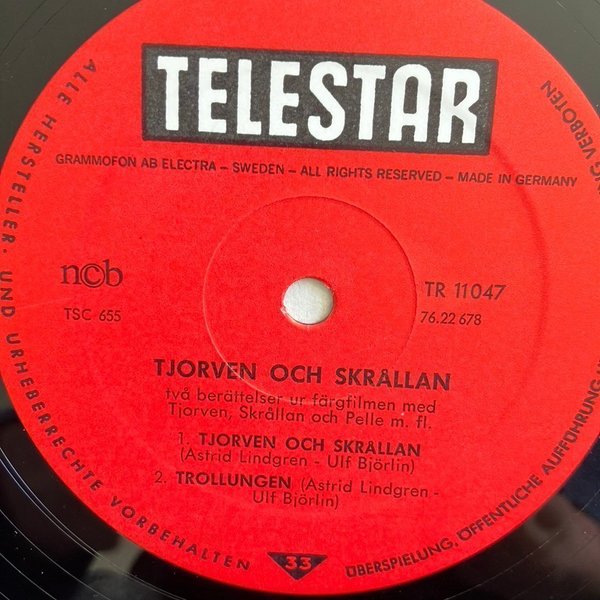 TELESTAR
GRAMMOFON AB ELECTRA – SWEDEN – ALL RIGHTS RESERVED – MADE IN GERMANY
n©b
TSC 655
TR 11047
76.22 678
TJORVEN OCH SKRÅLLAN
två berättelser ur färgfilmen med
Tjorven, Skrållan och Pelle m. fl.
1. TJORVEN OCH SKRÅLLAN
(Astrid Lindgren - Ulf Björlin)
2. TROLLUNGEN (Astrid Lindgren -
Ulf Björlin)
33
ALLE HERSTELLER- UND URHEBERRECHTE VORBEHALTEN
ÜBERSPIELUNG, ÖFFENTLICHE AUFFÜHRUNG
NG VERBOTEN